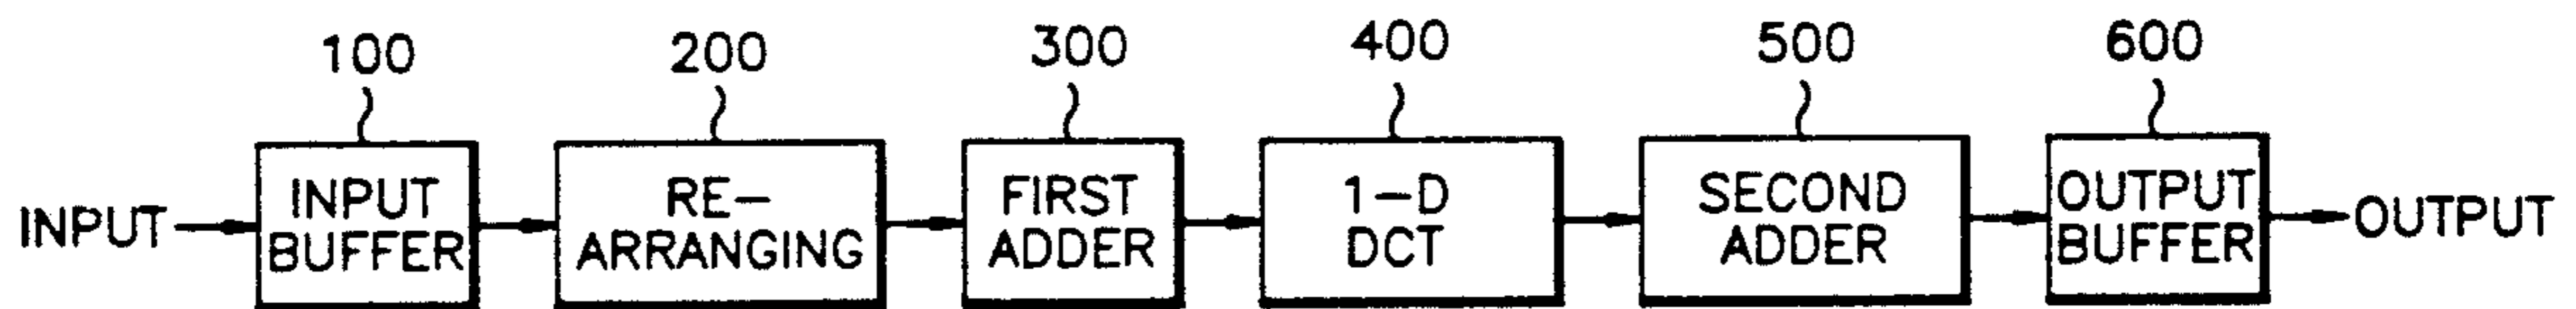 100 200 300 400 500 600
INPUT
INPUT
BUFFER
RE-
ARRANGING
FIRST
ADDER
1-D
DCT
SECOND
ADDER
OUTPUT
BUFFER
OUTPUT